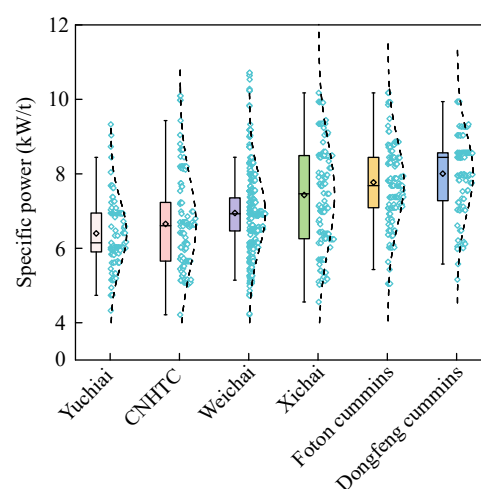 Specific power (kW/t)
12
10
8
6
4
0
Yuchiai
CNHTC
Weichai
Xichai
Foton cummins
Dongfeng cummins